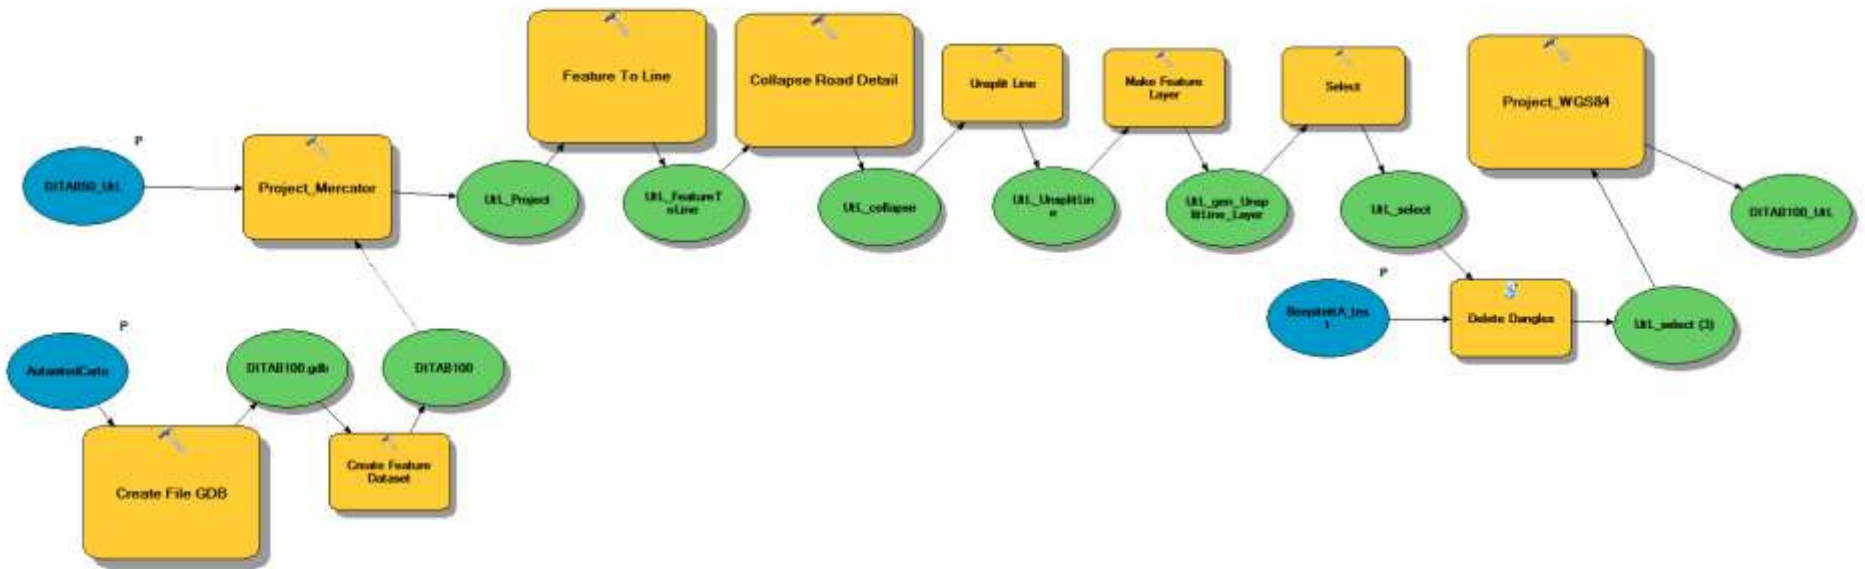 Feature To Line
Collapse Road Detail
Unsplit Line
Make Feature
Layer
Select
Project_WGS84
P
DITAB50_UtL
Project_Mercator
UtL_Project
UtL_FeatureT
oLine
UtL_collapse
UtL_UnsplitLin
e
UtL_gen_Unsp
litLine_Layer
UtL_select
DITAB100_UtL
P
Delete Dangles
UtL_select (3)
P
DITAB100.gdb
DITAB100
Create File GDB
Create Feature
Dataset